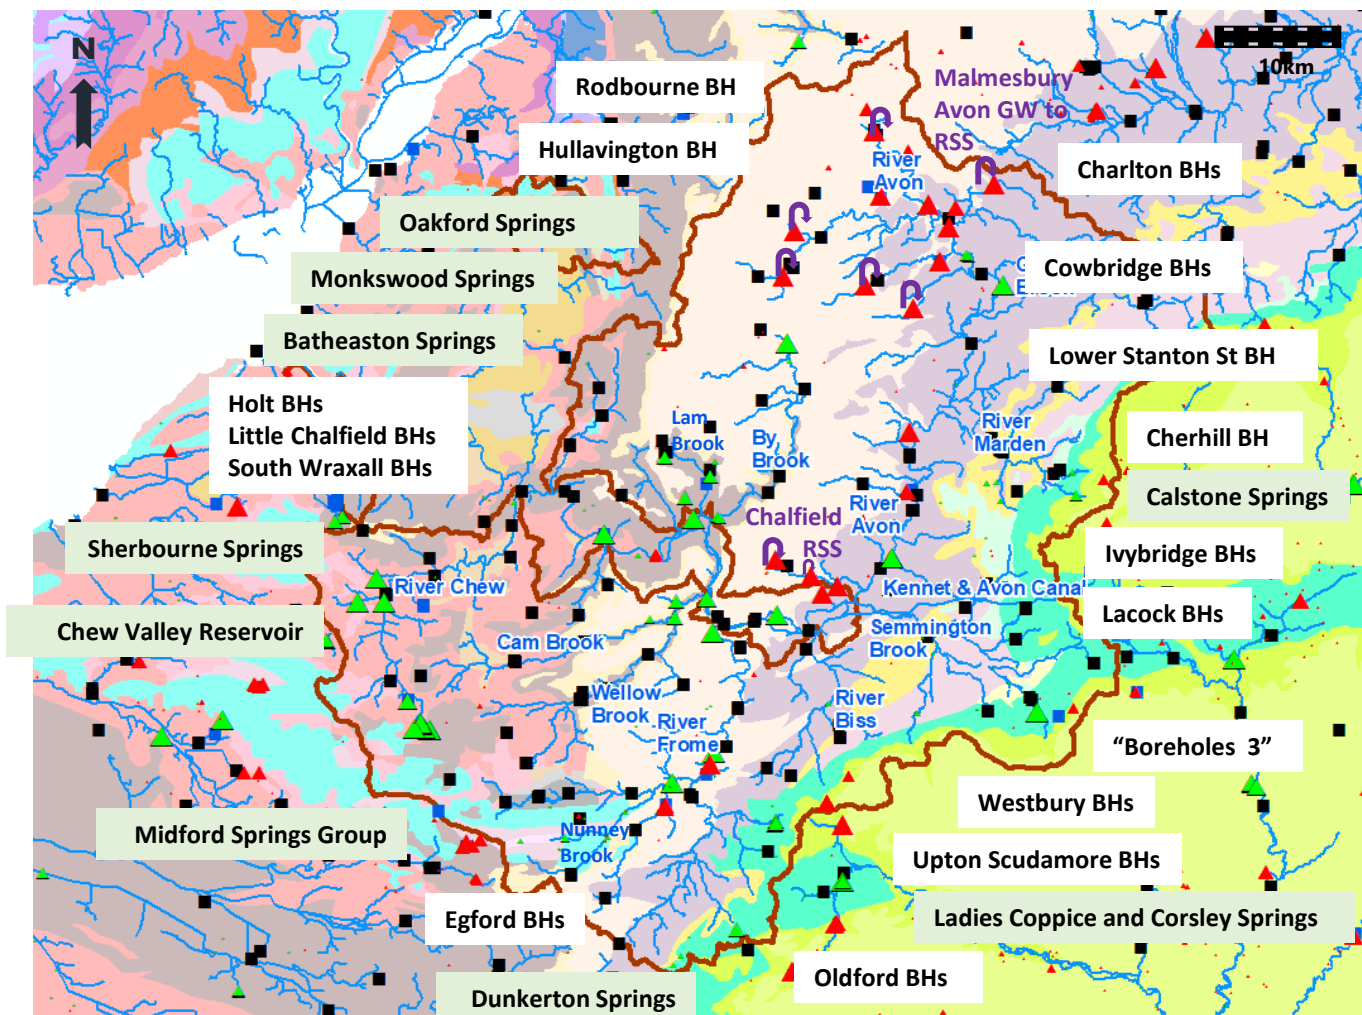 N
10km
Rodbourne BH
Malmesbury
Avon GW to
RSS
Hullavington BH
River
Avon
Charlton BHs
Oakford Springs
Monkswood Springs
Cowbridge BHs
Batheaston Springs
Lower Stanton St BH
Holt BHs
Little Chalfield BHs
South Wraxall BHs
Lam
Brook
By
Brook
River
Marden
Cherhill BH
Calstone Springs
River
Avon
Chalfield
RSS
Sherbourne Springs
Ivybridge BHs
River Chew
Kennet & Avon Canal
Lacock BHs
Chew Valley Reservoir
Cam Brook
Semmington
Brook
Wellow
Brook
River
Biss
River
Frome
“Boreholes 3”
Westbury BHs
Midford Springs Group
Nunney
Brook
Upton Scudamore BHs
Egford BHs
Ladies Coppice and Corsley Springs
Oldford BHs
Dunkerton Springs